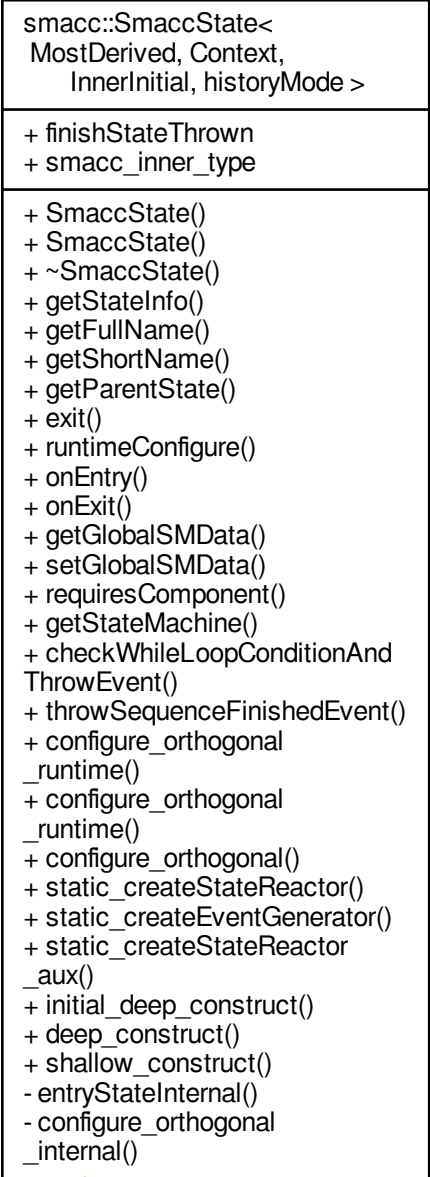 smacc::SmaccState<
MostDerived, Context,
InnerInitial, historyMode >
+ finishStateThrown
+ smacc_inner_type
+ SmaccState()
+ SmaccState()
+ ~SmaccState()
+ getStateInfo()
+ getFullName()
+ getShortName()
+ getParentState()
+ exit()
+ runtimeConfigure()
+ onEntry()
+ onExit()
+ getGlobalSMData()
+ setGlobalSMData()
+ requiresComponent()
+ getStateMachine()
+ checkWhileLoopConditionAnd
ThrowEvent()
+ throwSequenceFinishedEvent()
+ configure_orthogonal
_runtime()
+ configure_orthogonal
_runtime()
+ configure_orthogonal()
+ static_createStateReactor()
+ static_createEventGenerator()
+ static_createStateReactor
_aux()
+ initial_deep_construct()
+ deep_construct()
+ shallow_construct()
- entryStateInternal()
- configure_orthogonal
_internal()